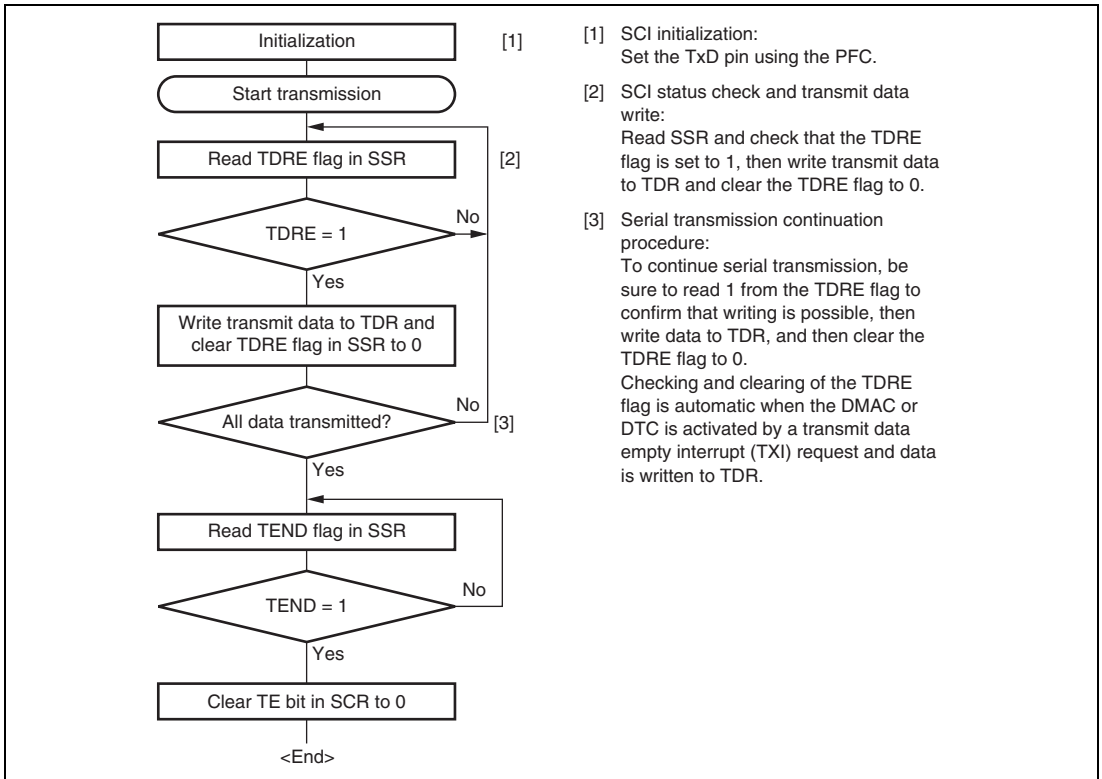 Initialization
[1]
Start transmission
Read TDRE flag in SSR
[2]
No
TDRE = 1
Yes
Write transmit data to TDR and
clear TDRE flag in SSR to 0
No
All data transmitted?
[3]
Yes
Read TEND flag in SSR
No
TEND = 1
Yes
Clear TE bit in SCR to 0
<End>
[1] SCI initialization:
Set the TxD pin using the PFC.
[2] SCI status check and transmit data
write:
Read SSR and check that the TDRE
flag is set to 1, then write transmit data
to TDR and clear the TDRE flag to 0.
[3] Serial transmission continuation
procedure:
To continue serial transmission, be
sure to read 1 from the TDRE flag to
confirm that writing is possible, then
write data to TDR, and then clear the
TDRE flag to 0.
Checking and clearing of the TDRE
flag is automatic when the DMAC or
DTC is activated by a transmit data
empty interrupt (TXI) request and data
is written to TDR.